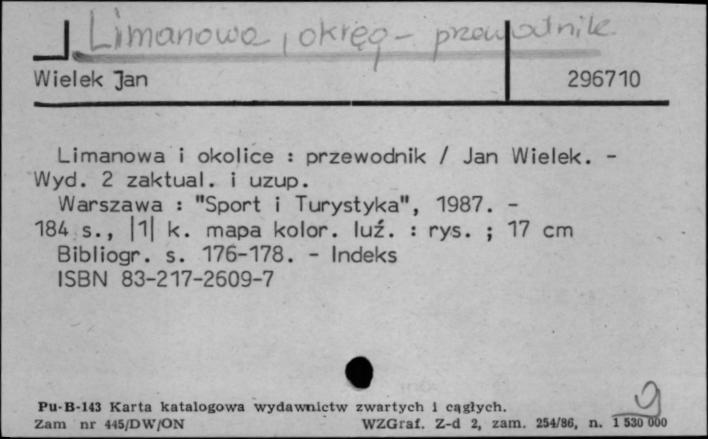 Limanowa, okręg - przewodnik
Wielek Jan 296710
Limanowa i okolice : przewodnik / Jan Wielek. -
Wyd. 2 zaktual. i uzup.
Warszawa : "Sport i Turystyka", 1987. -
184 s., |1| k. mapa kolor. luź. : rys. ; 17 cm
Bibliogr. s. 176-178. - Indeks
ISBN 83-217-2609-7
Pu-B-143 Karta katalogowa wydawnictw zwartych i ciągłych.
Zam nr 445/DW/ON WZGraf. Z-d 2, zam. 254/86, n. 1 530 000